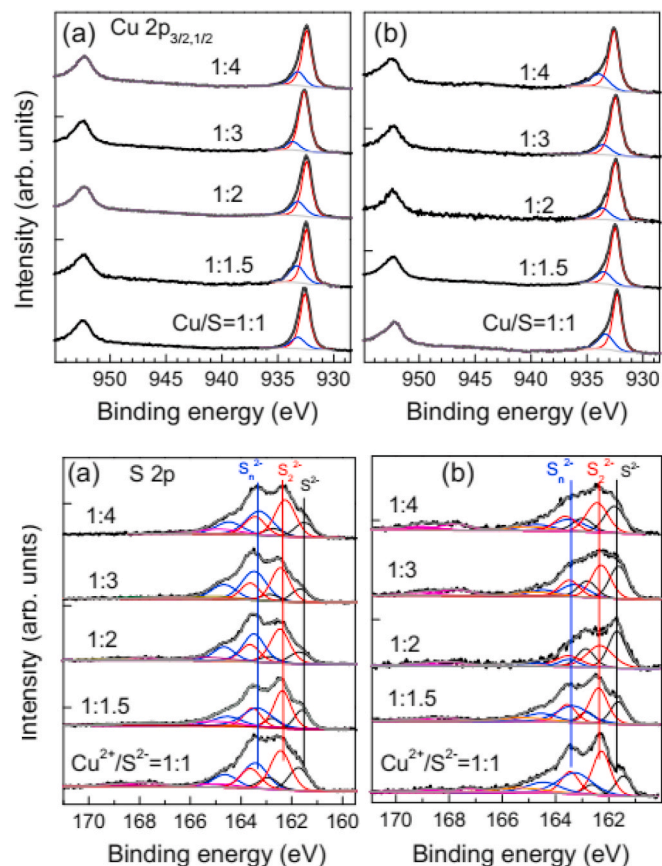 (a) Cu 2p3/2,1/2
1:4
1:3
1:2
1:1.5
Cu/S=1:1
950 945 940 935 930
Binding energy (eV)
Intensity (arb. units)
(b)
1:4
1:3
1:2
1:1.5
Cu/S=1:1
950 945 940 935 930
Binding energy (eV)
(a)
S 2p
Sn2- S22- S2-
1:4
1:3
1:2
1:1.5
Cu2+/S2-=1:1
170 168 166 164 162 160
Binding energy (eV)
Intensity (arb. units)
(b)
Sn2- S22- S2-
1:4
1:3
1:2
1:1.5
Cu2+/S2-=1:1
170 168 166 164 162
Binding energy (eV)